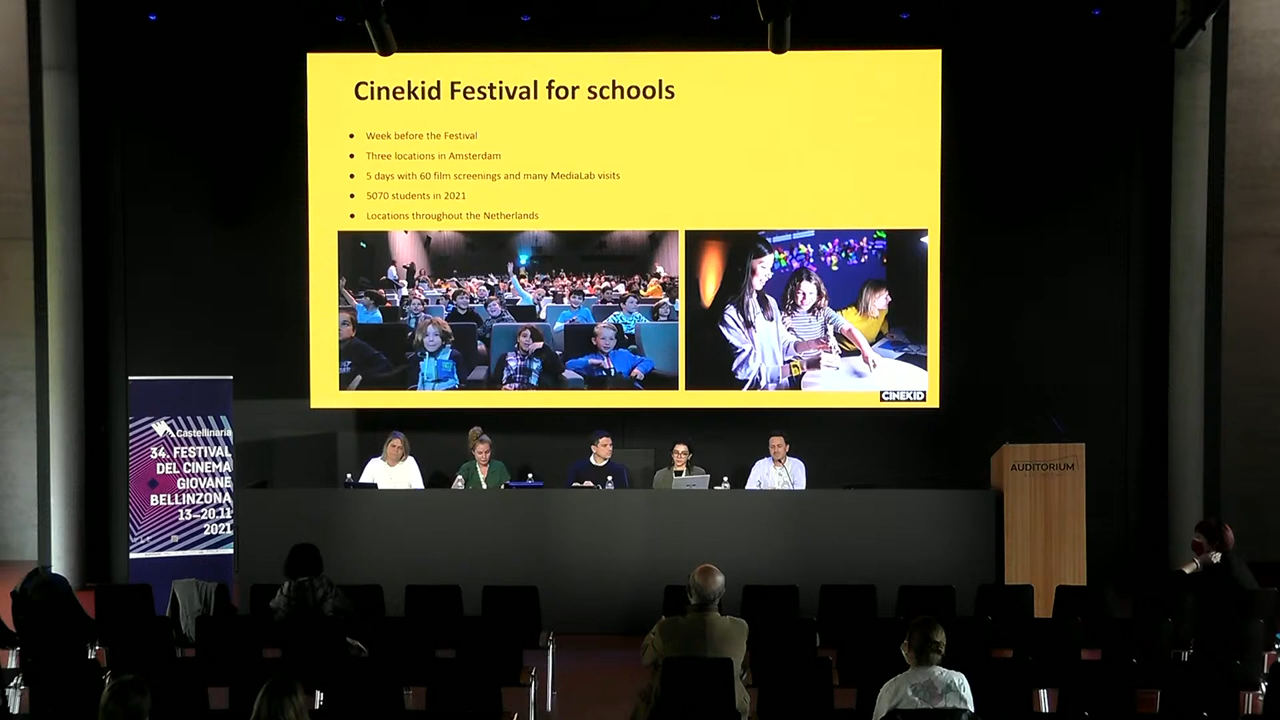 Cinekid Festival for schools
● Week before the Festival
● Three locations in Amsterdam
● 5 days with 60 film screenings and many MediaLab visits
● 5070 students in 2021
● Locations throughout the Netherlands
CINEKID
Castellinaria
34. FESTIVAL
DEL CINEMA
GIOVANE
BELLINZONA
13–20.11
2021
AUDITORIUM